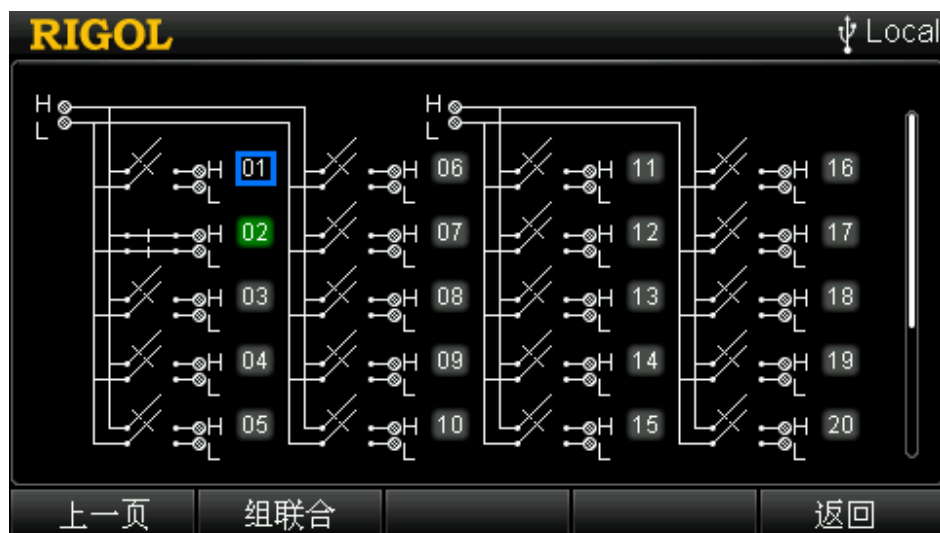 RIGOL Local
H H
L L
H 01 H 06 H 11 H 16
L L L L
H 02 H 07 H 12 H 17
L L L L
H 03 H 08 H 13 H 18
L L L L
H 04 H 09 H 14 H 19
L L L L
H 05 H 10 H 15 H 20
L L L L
上一页 组联合 返回